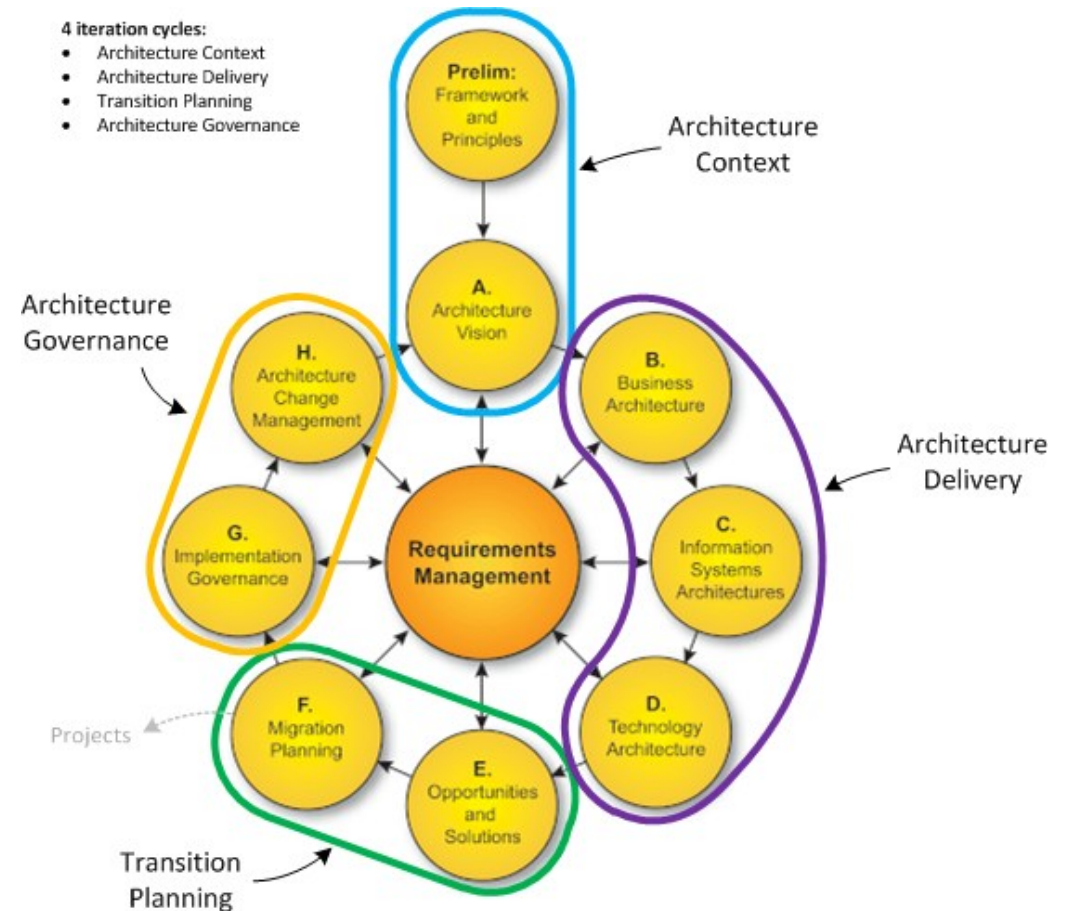 4 iteration cycles:
• Architecture Context
• Architecture Delivery
• Transition Planning
• Architecture Governance
Prelim:
Framework
and
Principles
Architecture
Context
A.
Architecture
Vision
Architecture
Governance
H.
Architecture
Change
Management
B.
Business
Architecture
Architecture
Delivery
G.
Implementation
Governance
Requirements
Management
C.
Information
Systems
Architectures
F.
Migration
Planning
D.
Technology
Architecture
Projects
E.
Opportunities
and
Solutions
Transition
Planning